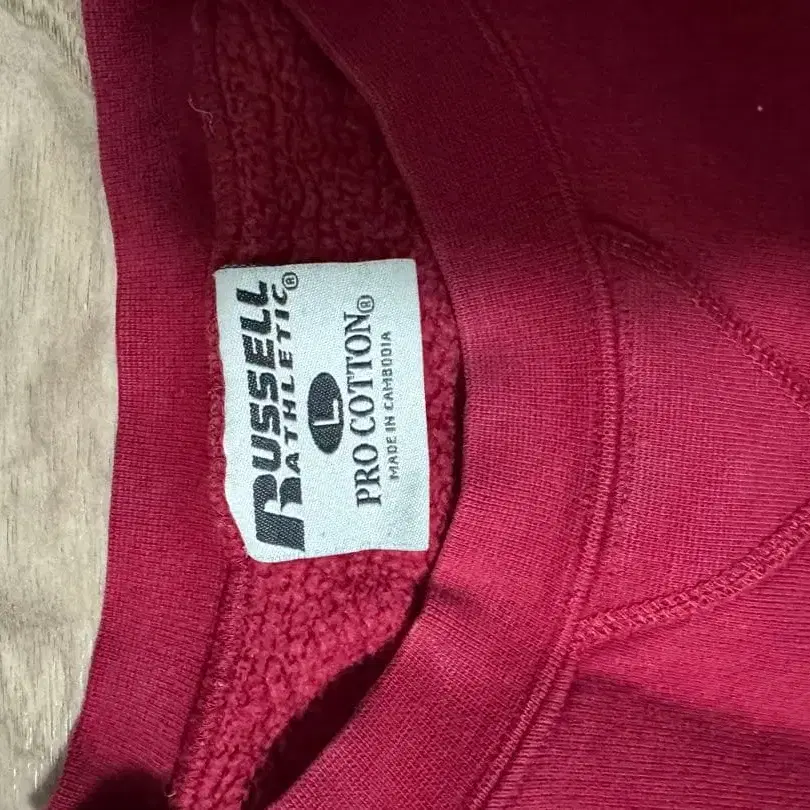 RUSSELL
ATHLETIC®
L
PRO COTTON®
MADE IN CAMBODIA